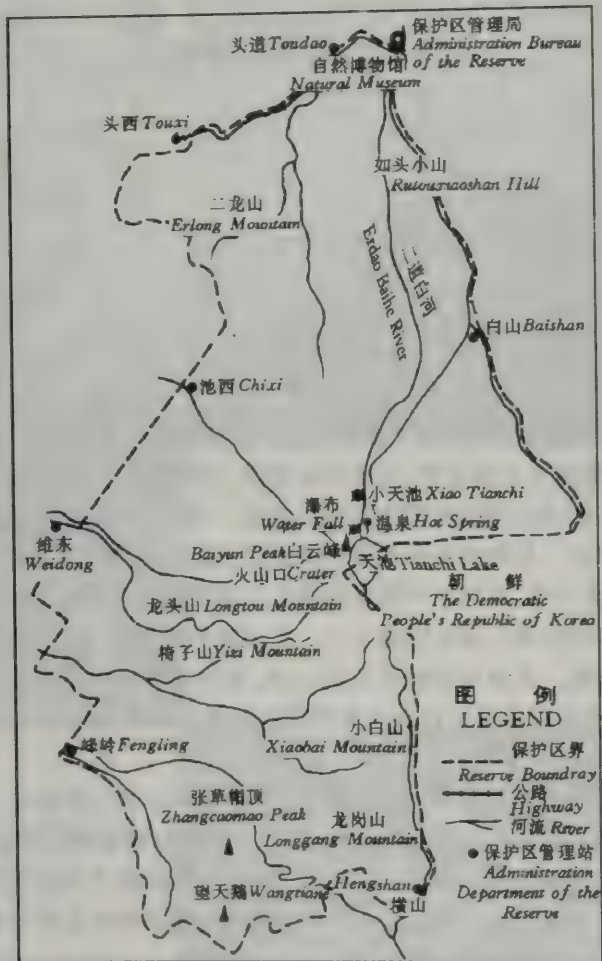 保护区管理局
Administration Bureau
of the Reserve
头道 Toudao
自然博物馆
Natural Museum
头西 Touxi
如头小山
Rutouxiaoshan Hill
二龙山
Erlong Mountain
二道白河
Erdao Baihe River
白山 Baishan
池西 Chixi
小天池 Xiao Tianchi
瀑布
Water Fall
温泉 Hot Spring
维东
Weidong
Baiyun Peak 白云峰
天池 Tianchi Lake
火山口 Crater
朝 鲜
The Democratic
People's Republic of Korea
龙头山 Longtou Mountain
椅子山 Yizi Mountain
图 例
LEGEND
小白山
Xiaobai Mountain
保护区界
Reserve Boundray
峰岭 Fengling
公路
Highway
张草帽顶
Zhangcaomao Peak
龙岗山
Longgang Mountain
河流 River
保护区管理站
Administration
Department of the
Reserve
望天鹅 Wangtiane
Hengshan
横山